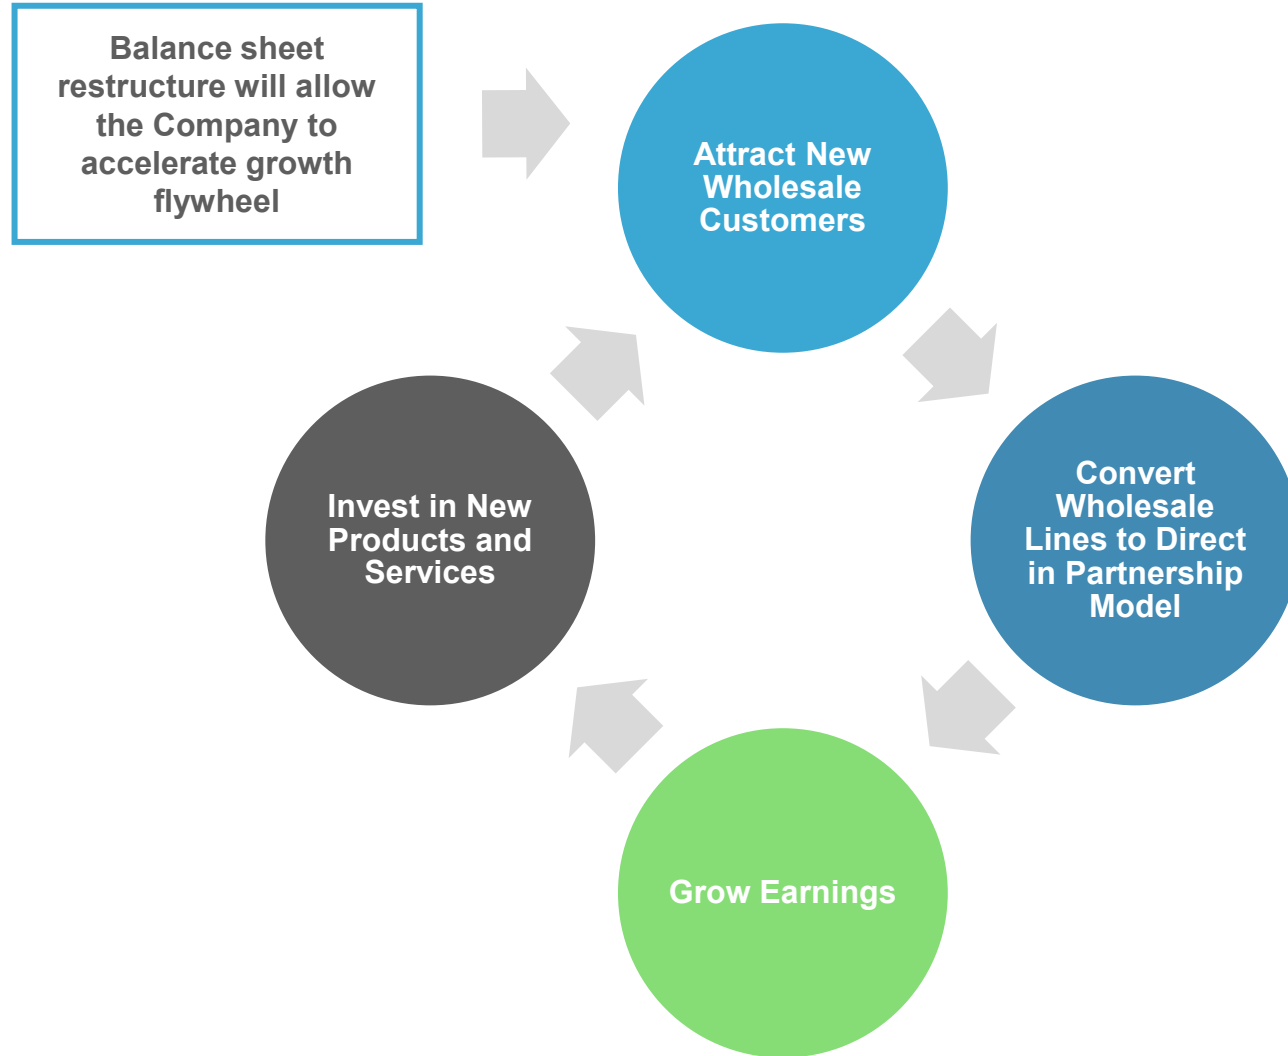 Balance sheet
restructure will allow
the Company to
accelerate growth
flywheel
Attract New
Wholesale
Customers
Convert
Wholesale
Lines to Direct
in Partnership
Model
Grow Earnings
Invest in New
Products and
Services